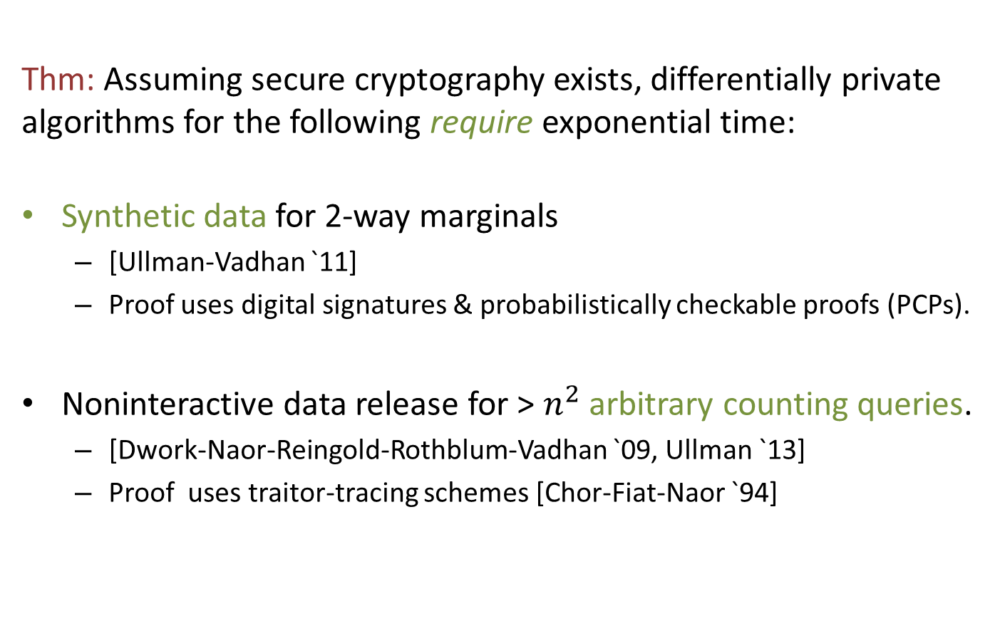 Thm: Assuming secure cryptography exists, differentially private
algorithms for the following require exponential time:
• Synthetic data for 2-way marginals
– [Ullman-Vadhan `11]
– Proof uses digital signatures & probabilistically checkable proofs (PCPs).
• Noninteractive data release for > 𝑛² arbitrary counting queries.
– [Dwork-Naor-Reingold-Rothblum-Vadhan `09, Ullman `13]
– Proof uses traitor-tracing schemes [Chor-Fiat-Naor `94]